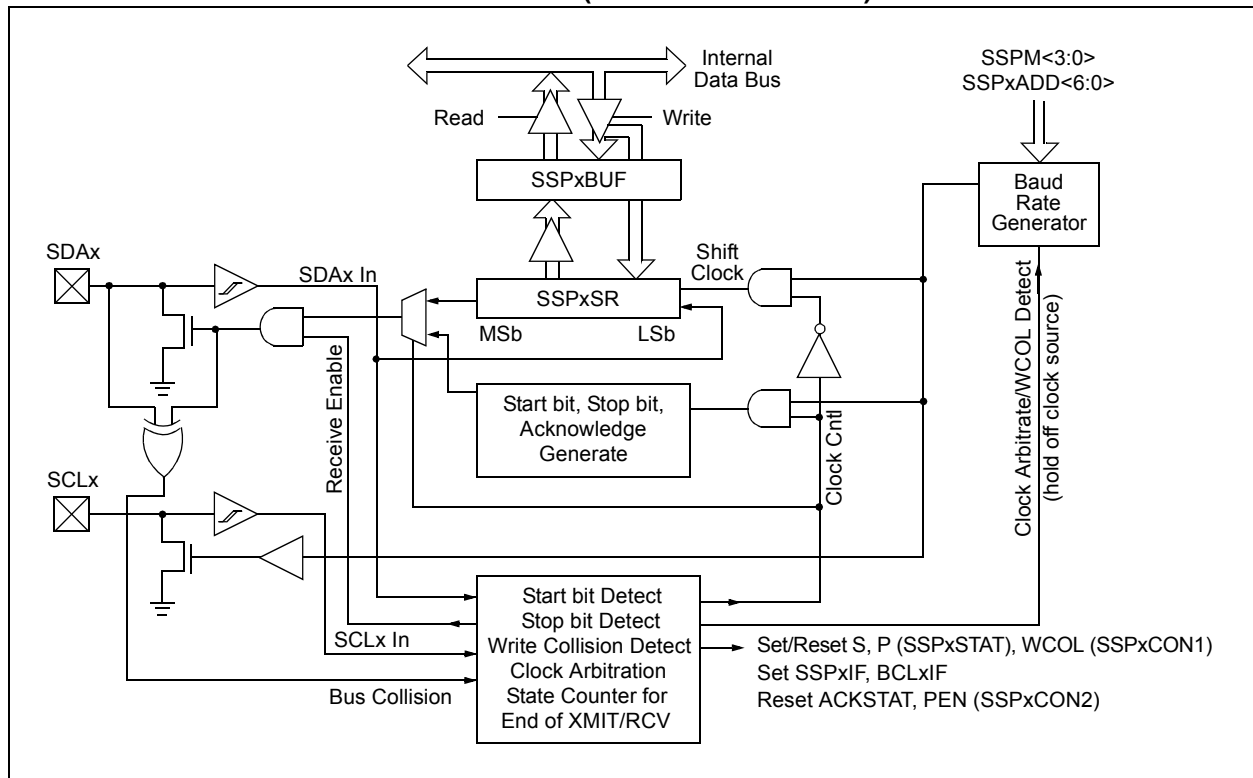 Internal
Data Bus
SSPM<3:0>
SSPxADD<6:0>
Read
Write
SSPxBUF
Baud
Rate
Generator
SDAx
SDAx In
Shift
Clock
SSPxSR
MSb
LSb
Receive Enable
Start bit, Stop bit,
Acknowledge
Generate
Clock Cntl
Clock Arbitrate/WCOL Detect
(hold off clock source)
SCLx
SCLx In
Bus Collision
Start bit Detect
Stop bit Detect
Write Collision Detect
Clock Arbitration
State Counter for
End of XMIT/RCV
Set/Reset S, P (SSPxSTAT), WCOL (SSPxCON1)
Set SSPxIF, BCLxIF
Reset ACKSTAT, PEN (SSPxCON2)